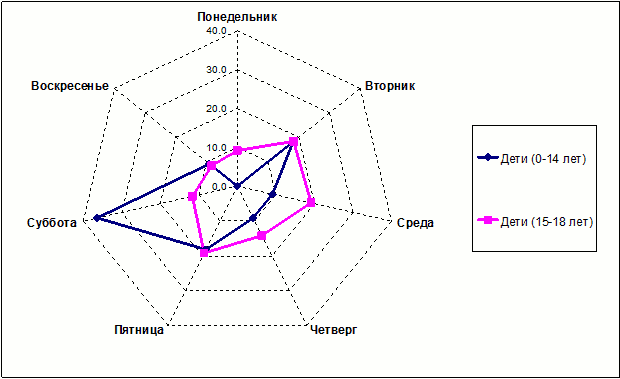 Понедельник
40.0
Воскресенье
30.0
Вторник
20.0
10.0
0.0
Суббота
Среда
Пятница
Четверг
Дети (0-14 лет)
Дети (15-18 лет)